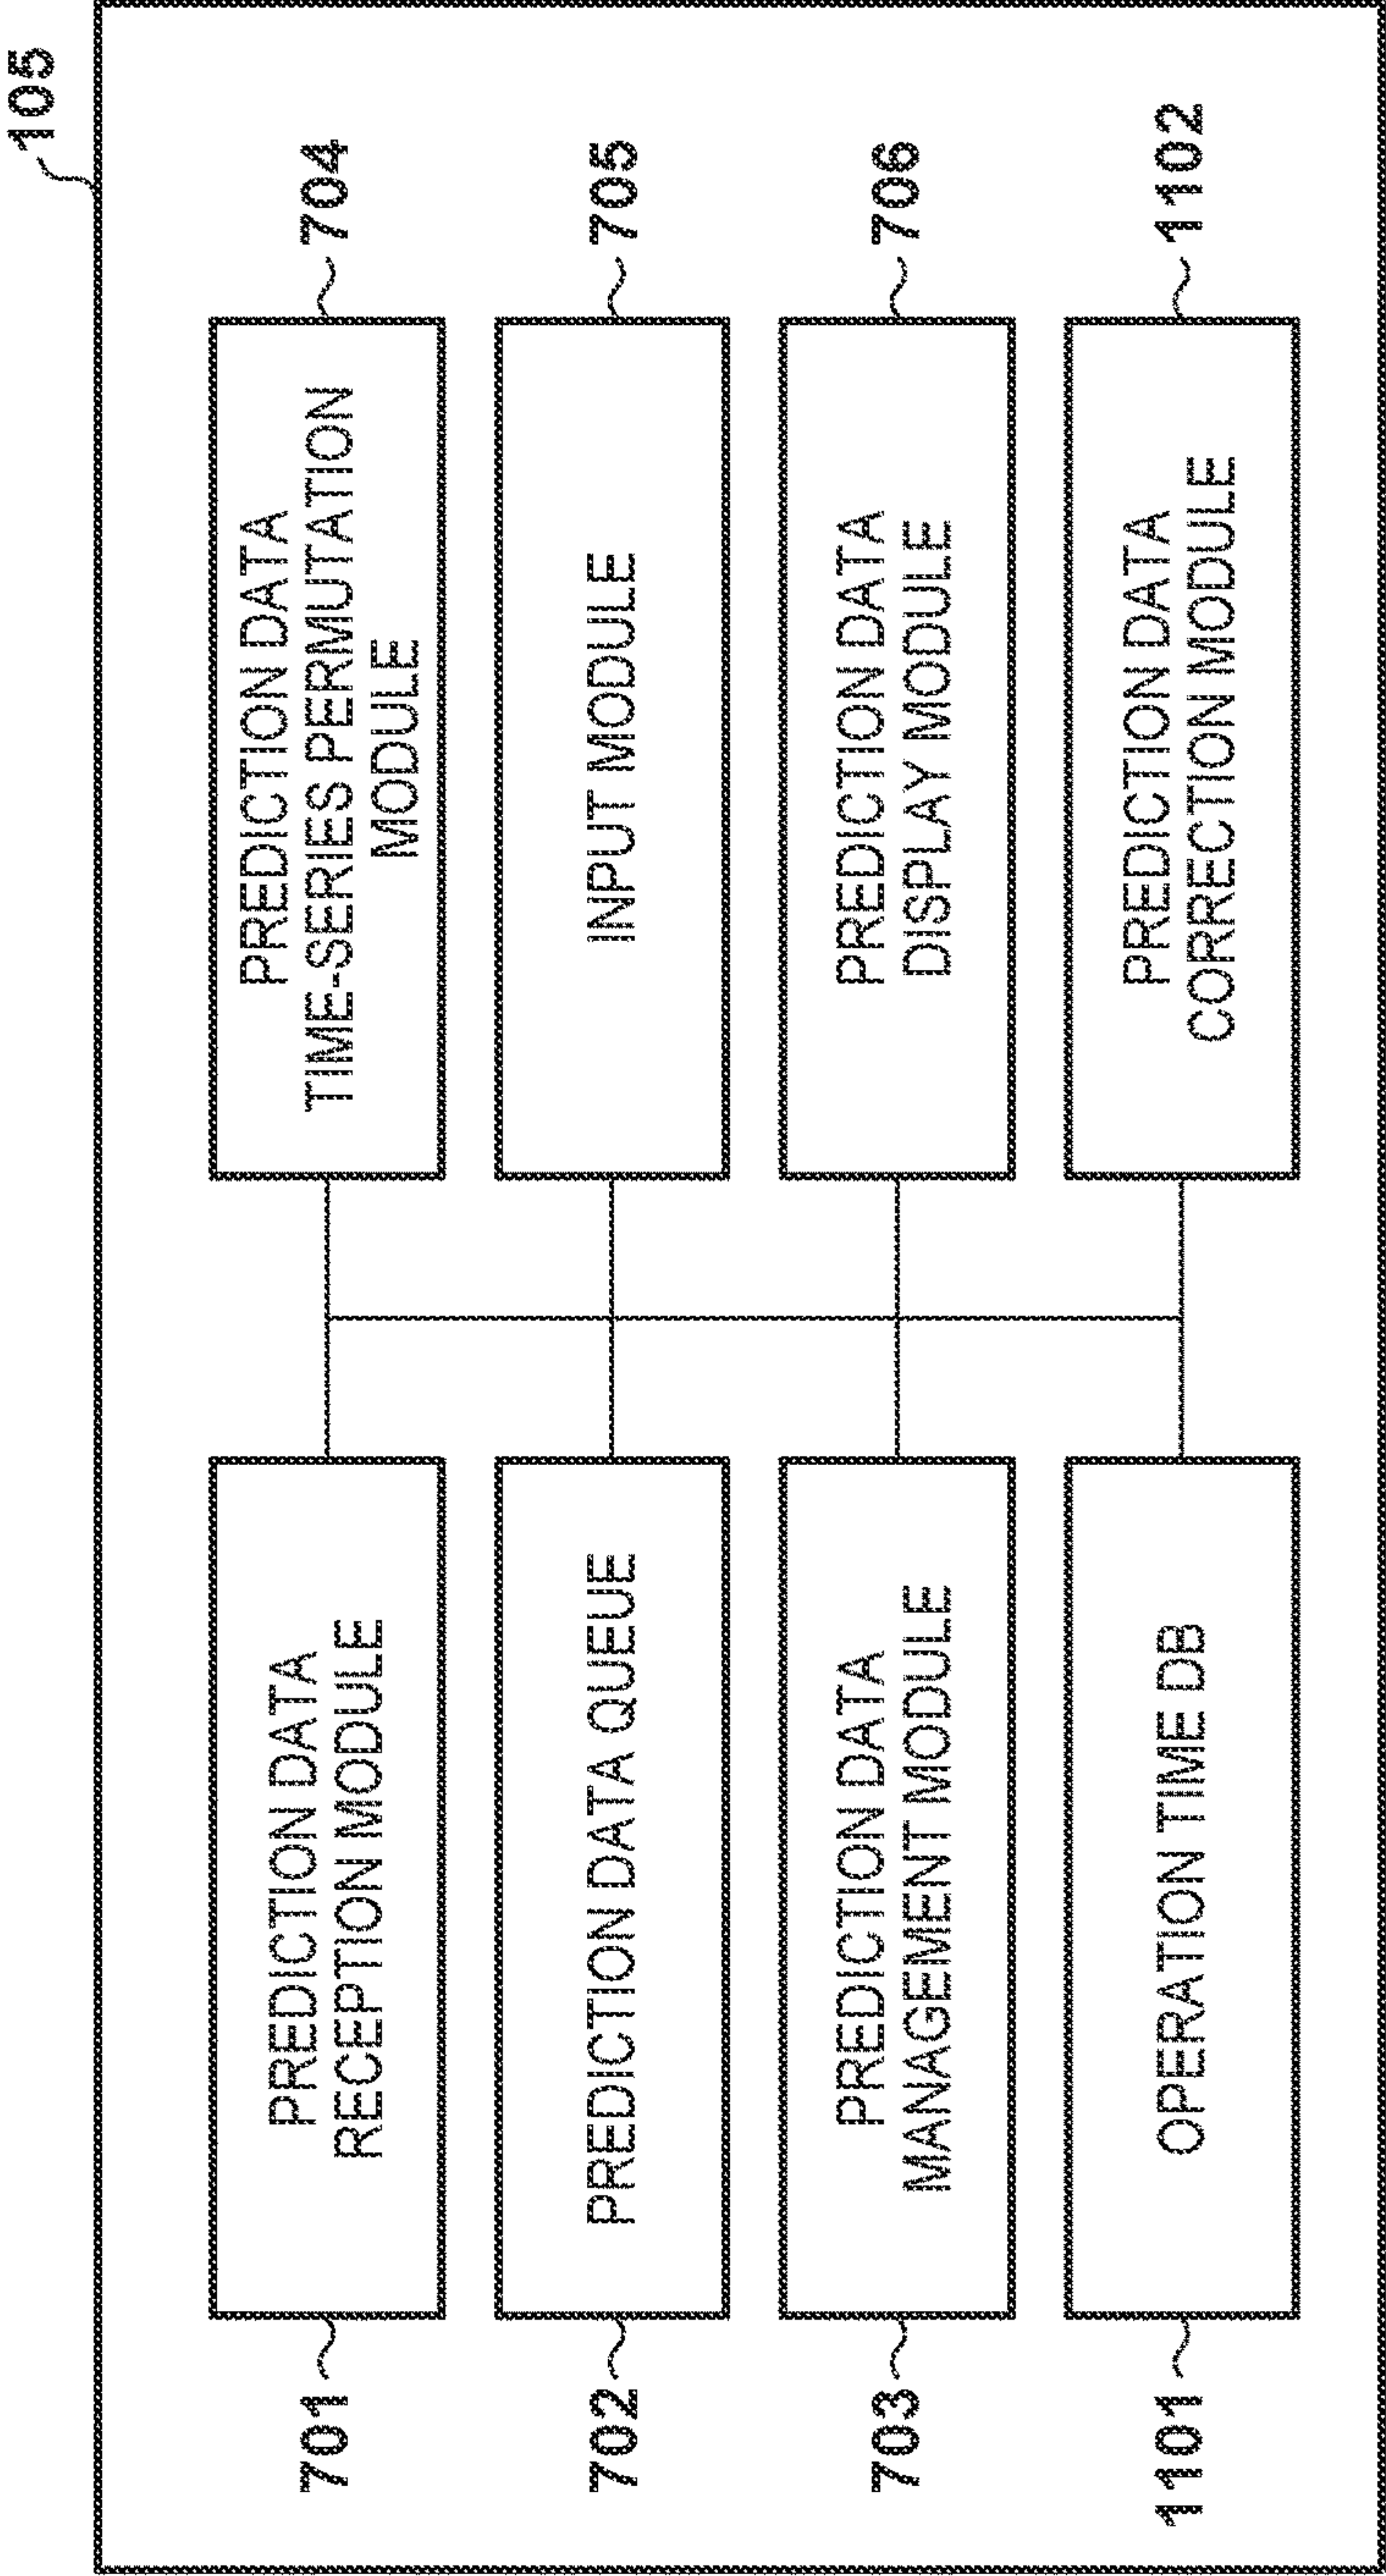 105
701
PREDICTION DATA
RECEPTION MODULE
PREDICTION DATA
TIME-SERIES PERMUTATION
MODULE
704
702
PREDICTION DATA QUEUE
INPUT MODULE
705
703
PREDICTION DATA
MANAGEMENT MODULE
PREDICTION DATA
DISPLAY MODULE
706
1101
OPERATION TIME DB
PREDICTION DATA
CORRECTION MODULE
1102